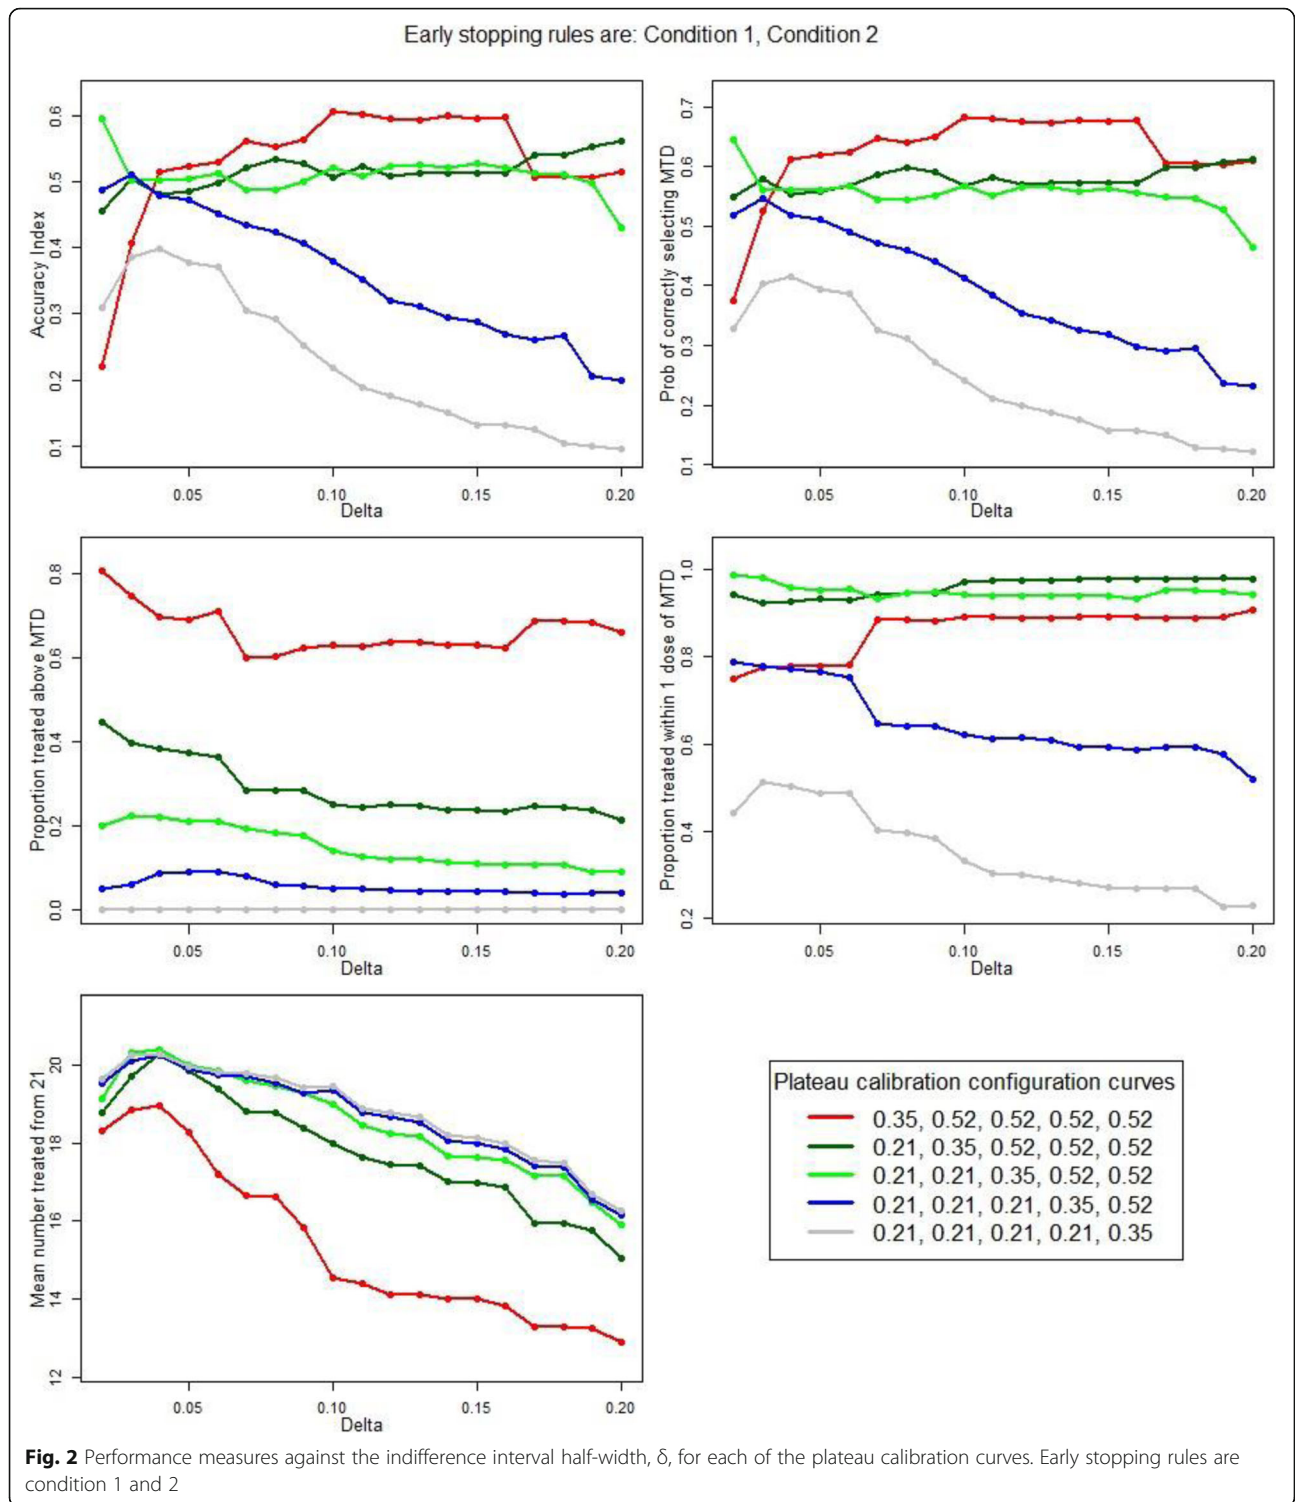 Early stopping rules are: Condition 1, Condition 2
Accuracy Index
0.6
0.5
0.4
0.3
0.2
0.1
0.05 0.10 0.15 0.20
Delta
Prob of correctly selecting MTD
0.7
0.6
0.5
0.4
0.3
0.2
0.1
0.05 0.10 0.15 0.20
Delta
Proportion treated above MTD
0.8
0.6
0.4
0.2
0.0
0.05 0.10 0.15 0.20
Delta
Proportion treated within 1 dose of MTD
1.0
0.8
0.6
0.4
0.2
0.05 0.10 0.15 0.20
Delta
Mean number treated from 21
20
18
16
14
12
0.05 0.10 0.15 0.20
Delta
Plateau calibration configuration curves
0.35, 0.52, 0.52, 0.52, 0.52
0.21, 0.35, 0.52, 0.52, 0.52
0.21, 0.21, 0.35, 0.52, 0.52
0.21, 0.21, 0.21, 0.35, 0.52
0.21, 0.21, 0.21, 0.21, 0.35
Fig. 2 Performance measures against the indifference interval half-width, δ, for each of the plateau calibration curves. Early stopping rules are
condition 1 and 2